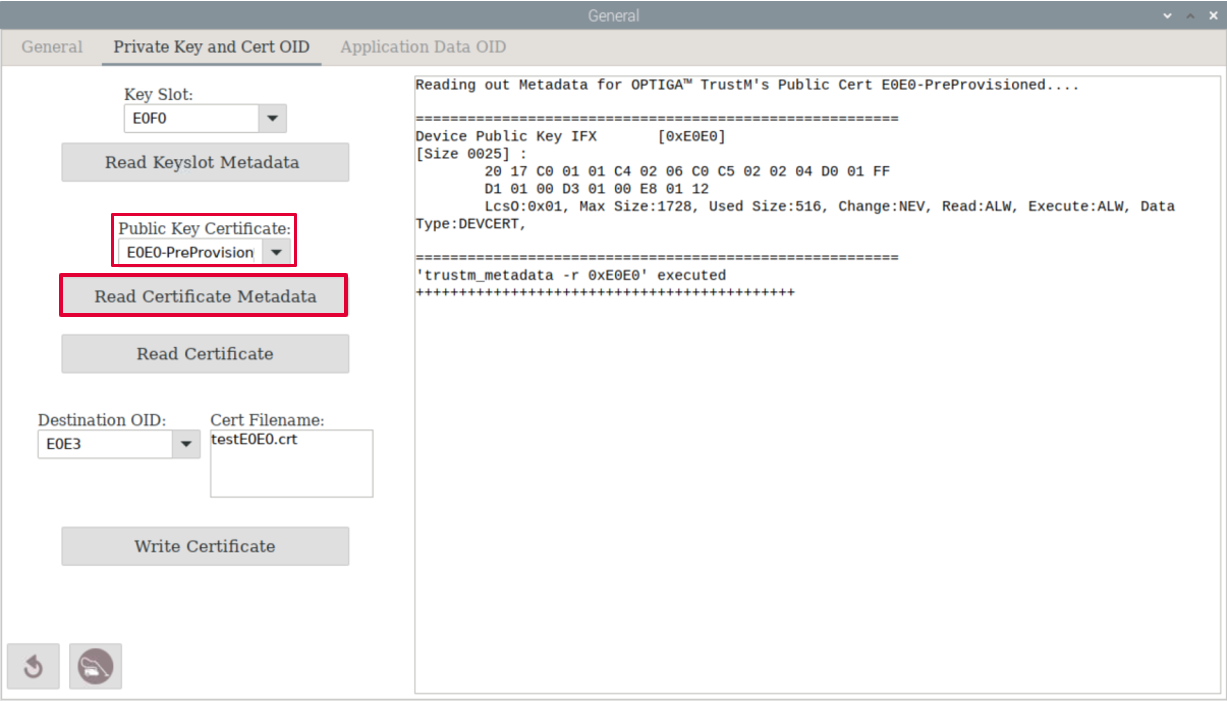 General
General Private Key and Cert OID Application Data OID
Key Slot:
E0F0
Read Keyslot Metadata
Public Key Certificate:
E0E0-PreProvision
Read Certificate Metadata
Read Certificate
Destination OID:
E0E3
Cert Filename:
testE0E0.crt
Write Certificate
Reading out Metadata for OPTIGA™ TrustM's Public Cert E0E0-PreProvisioned....
========================================================
Device Public Key IFX [0xE0E0]
[Size 0025] :
20 17 C0 01 01 C4 02 06 C0 C5 02 02 04 D0 01 FF
D1 01 00 D3 01 00 E8 01 12
LcsO:0x01, Max Size:1728, Used Size:516, Change:NEV, Read:ALW, Execute:ALW, Data
Type:DEVCERT,
========================================================
'trustm_metadata -r 0xE0E0' executed
++++++++++++++++++++++++++++++++++++++++++++